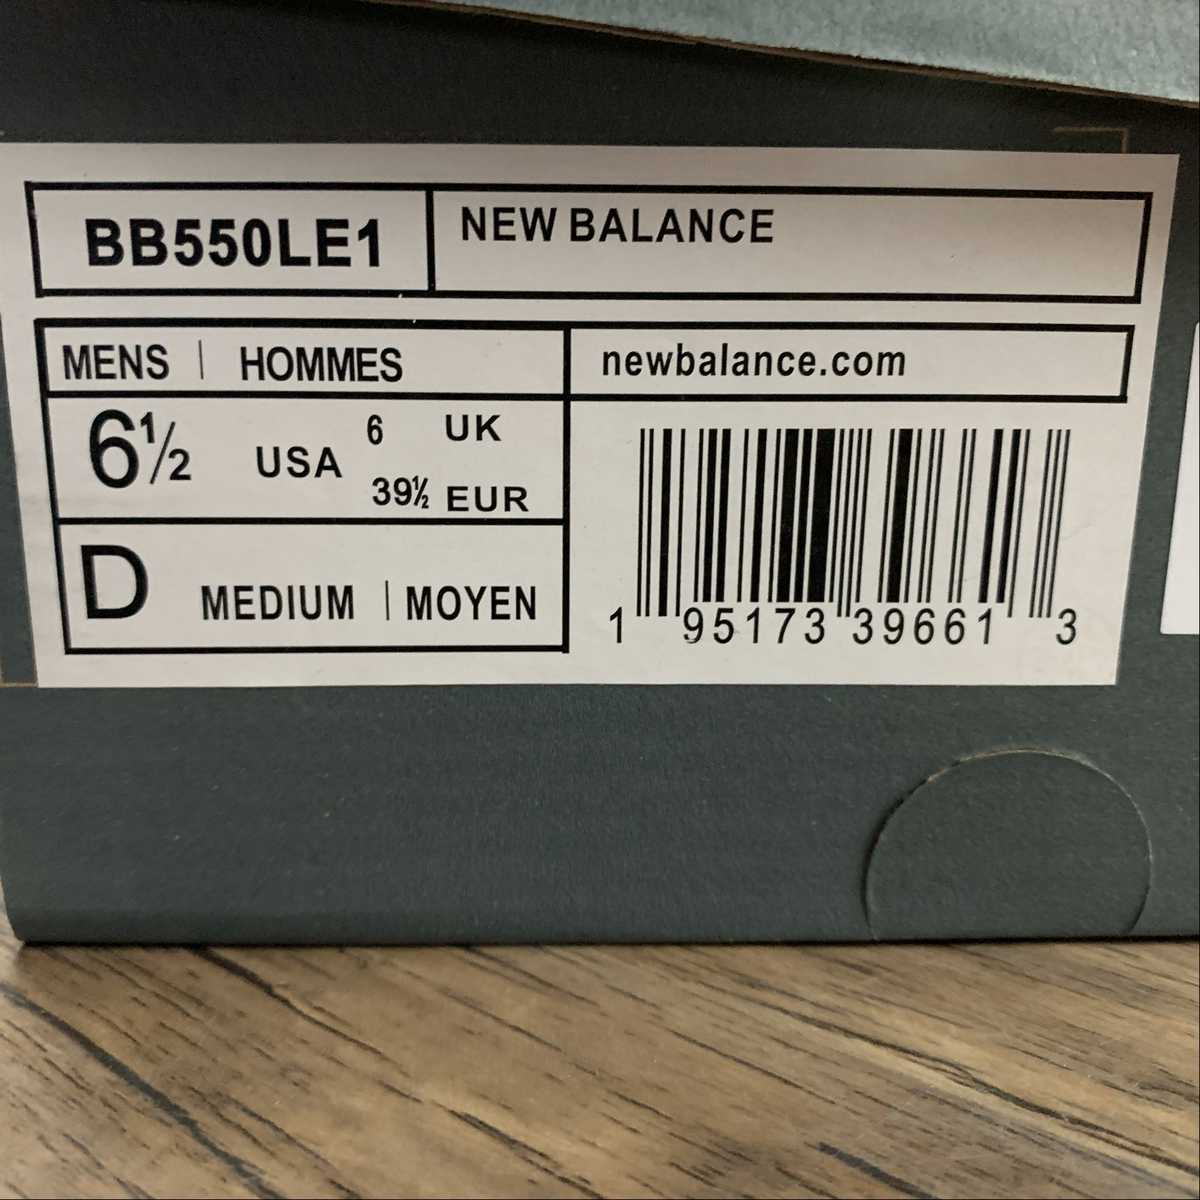 BB550LE1
NEW BALANCE
MENS | HOMMES
newbalance.com
6½ USA
6 UK
39½ EUR
D MEDIUM | MOYEN
1 95173 39661 3